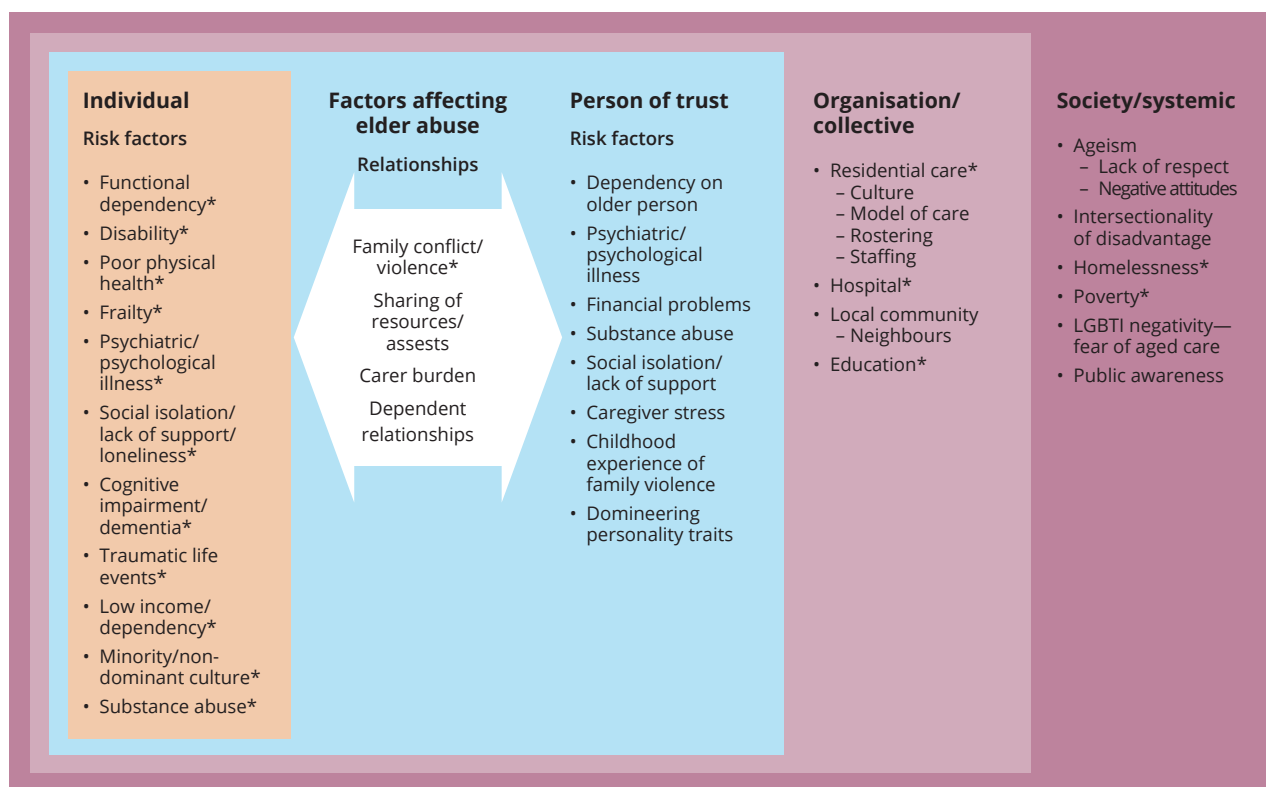 Individual
Risk factors
• Functional
dependency*
• Disability*
• Poor physical
health*
• Frailty*
• Psychiatric/
psychological
illness*
• Social isolation/
lack of support/
loneliness*
• Cognitive
impairment/
dementia*
• Traumatic life
events*
• Low income/
dependency*
• Minority/non-
dominant culture*
• Substance abuse*
Factors affecting
elder abuse
Relationships
Family conflict/
violence*
Sharing of
resources/
assests
Carer burden
Dependent
relationships
Person of trust
Risk factors
• Dependency on
older person
• Psychiatric/
psychological
illness
• Financial problems
• Substance abuse
• Social isolation/
lack of support
• Caregiver stress
• Childhood
experience of
family violence
• Domineering
personality traits
Organisation/
collective
• Residential care*
– Culture
– Model of care
– Rostering
– Staffing
• Hospital*
• Local community
– Neighbours
• Education*
Society/systemic
• Ageism
– Lack of respect
– Negative attitudes
• Intersectionality
of disadvantage
• Homelessness*
• Poverty*
• LGBTI negativity—
fear of aged care
• Public awareness